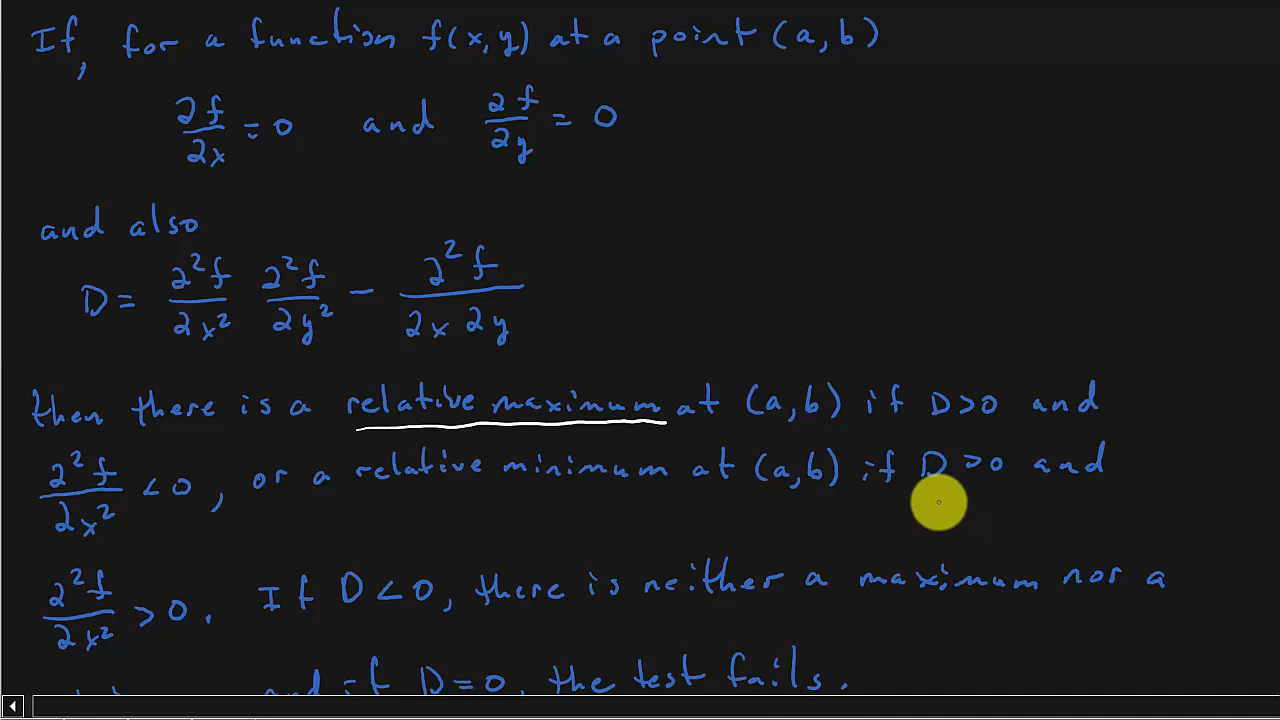 If, for a function f(x,y) at a point (a,b)
∂f/∂x = 0 and ∂f/∂y = 0
and also
D = ∂²f/∂x² ∂²f/∂y² − ∂²f/∂x∂y
then there is a relative maximum at (a,b) if D>0 and
∂²f/∂x² <0, or a relative minimum at (a,b) if D>0 and
∂²f/∂x² >0. If D<0, there is neither a maximum nor a
and if D=0, the test fails.